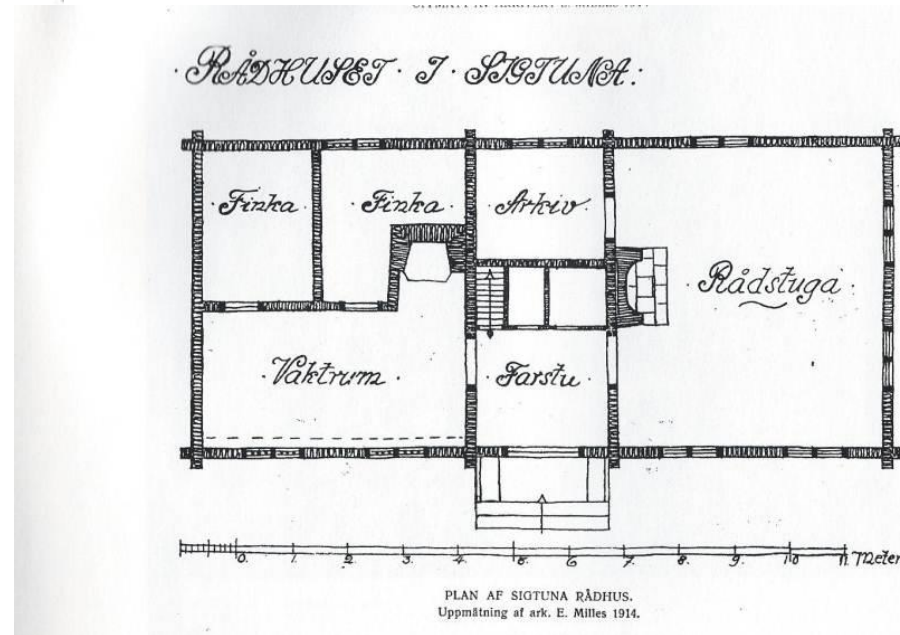 · RÅDHUSET · I · SIGTUNA :
· Finka ·
· Finka ·
· Arkiv ·
· Rådstuga ·
· Vaktrum ·
· Farstu ·
0. 1. 2. 3. 4. 5. 6. 7. 8. 9. 10 11 Meter
PLAN AF SIGTUNA RÅDHUS.
Uppmätning af ark. E. Milles 1914.